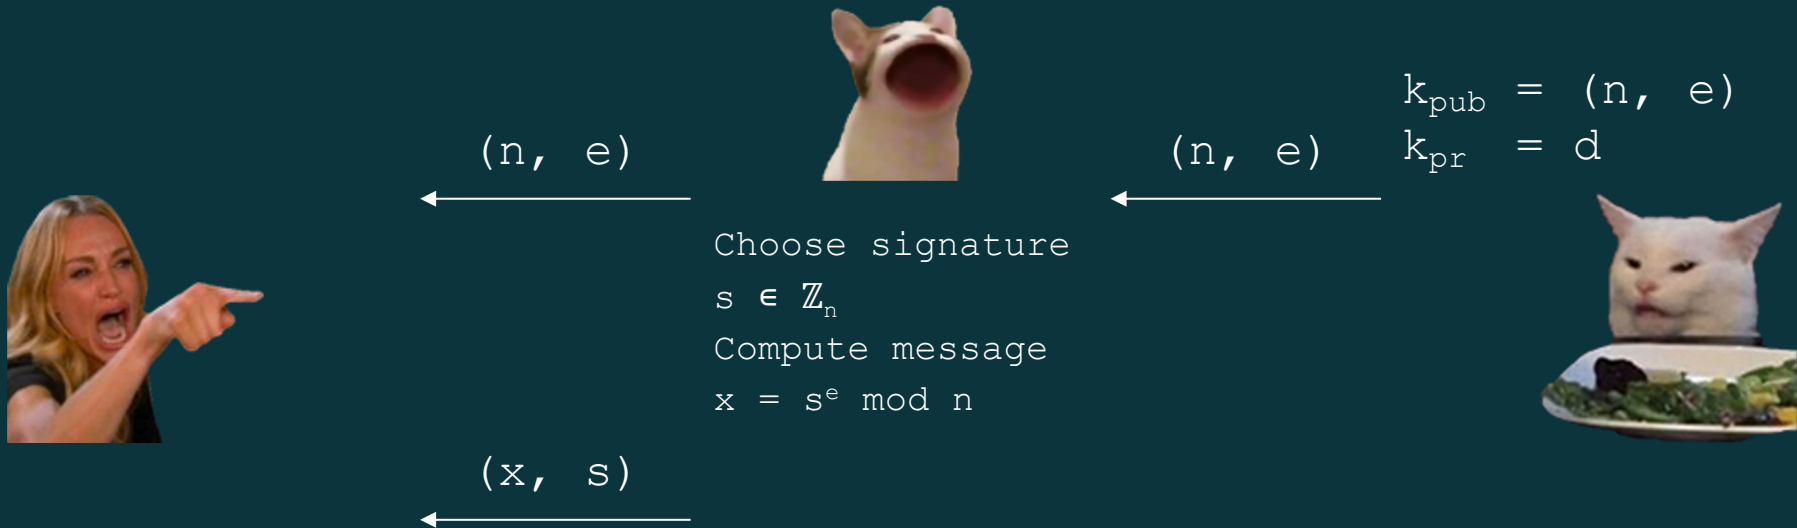 k_pub = (n, e)
k_pr = d
(n, e)
(n, e)
Choose signature
s ∈ ℤ_n
Compute message
x = s^e mod n
(x, s)